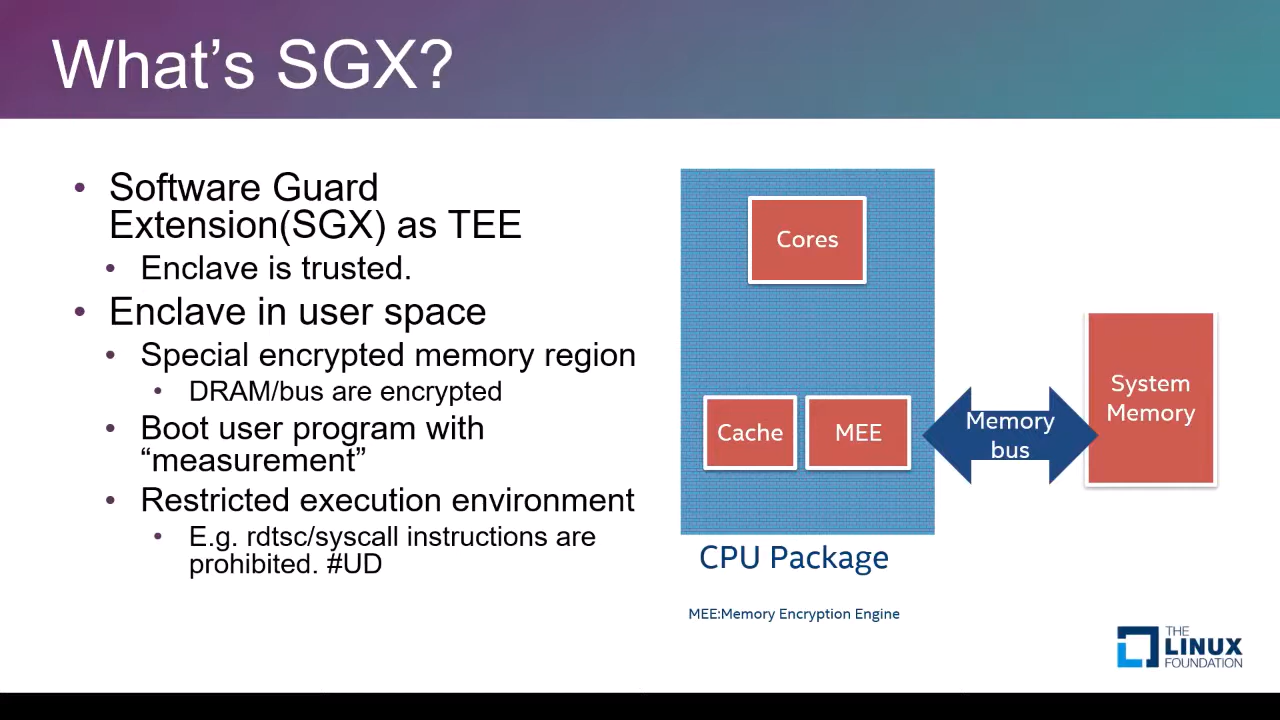 What’s SGX?
• Software Guard
Extension(SGX) as TEE
• Enclave is trusted.
• Enclave in user space
• Special encrypted memory region
• DRAM/bus are encrypted
• Boot user program with
“measurement”
• Restricted execution environment
• E.g. rdtsc/syscall instructions are
prohibited. #UD
Cores
Cache
MEE
Memory
bus
System
Memory
CPU Package
MEE:Memory Encryption Engine
THE
LINUX
FOUNDATION